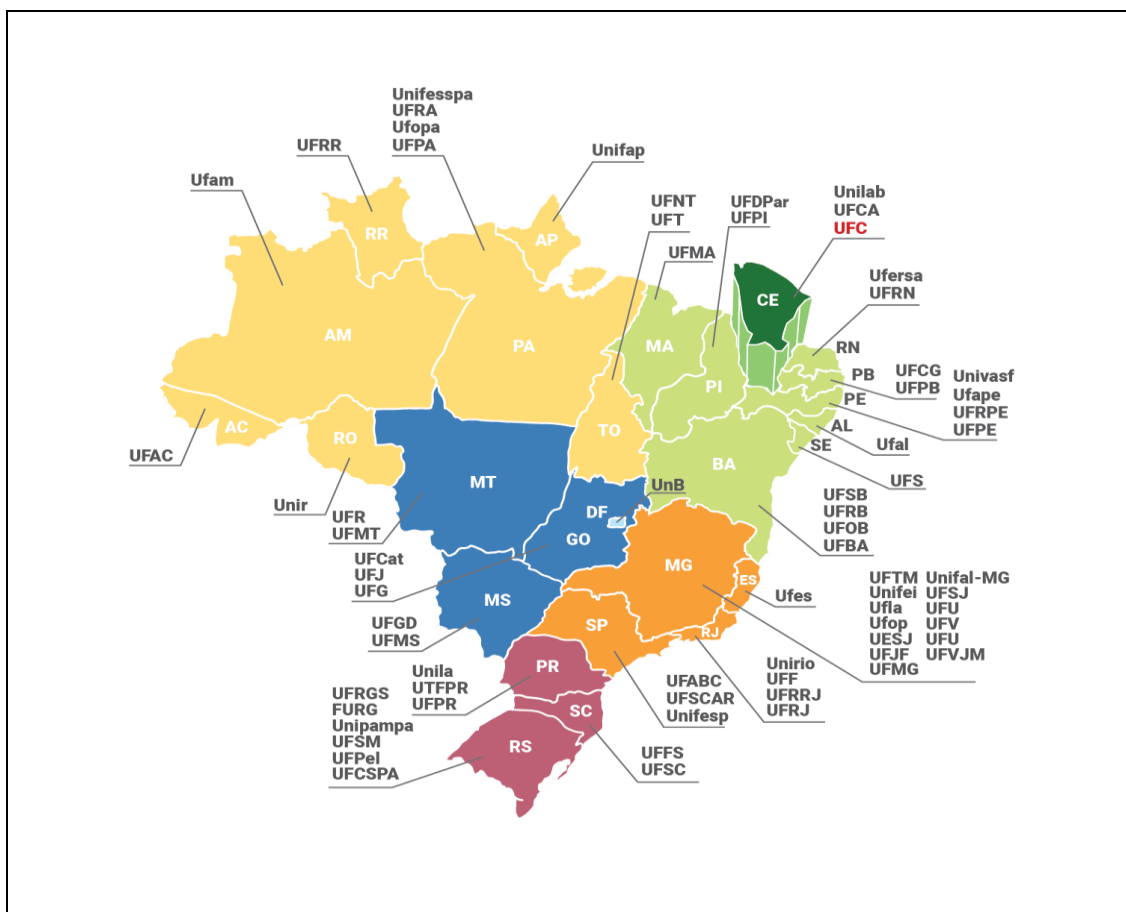 Unifesspa
UFRA
Ufopa
UFPA
UFRR
Unifap
Ufam
UFNT
UFT
UFDPar
UFPI
Unilab
UFCA
UFC
UFMA
RR
AP
Ufersa
UFRN
CE
AM
PA
MA
PI
RN
PB
UFCG
UFPB
Univasf
Ufape
UFRPE
UFPE
PE
AL
SE
Ufal
UFS
AC
RO
TO
UFAC
BA
MT
UnB
Unir
UFR
UFMT
DF
GO
UFSB
UFRB
UFOB
UFBA
UFCat
UFJ
UFG
MG
ES
Ufes
UFTM Unifal-MG
Unifei UFSJ
Ufla UFU
Ufop UFV
UESJ UFU
UFJF UFVJM
UFMG
MS
UFGD
UFMS
SP
RJ
PR
Unila
UTFPR
UFPR
UFABC
UFSCAR
Unifesp
Unirio
UFF
UFRRJ
UFRJ
UFRGS
FURG
Unipampa
UFSM
UFPel
UFCSPA
SC
RS
UFFS
UFSC